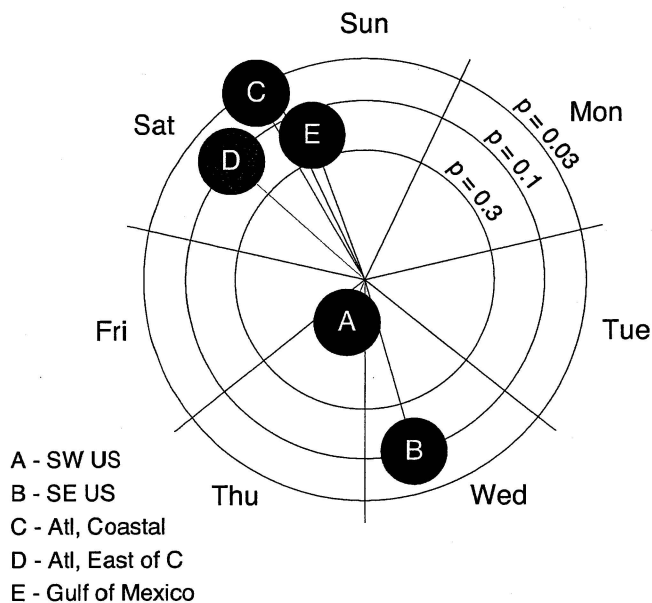 Sun
Mon
Tue
Wed
Thu
Fri
Sat
p = 0.03
p = 0.1
p = 0.3
C
E
D
A
B
A - SW US
B - SE US
C - Atl, Coastal
D - Atl, East of C
E - Gulf of Mexico